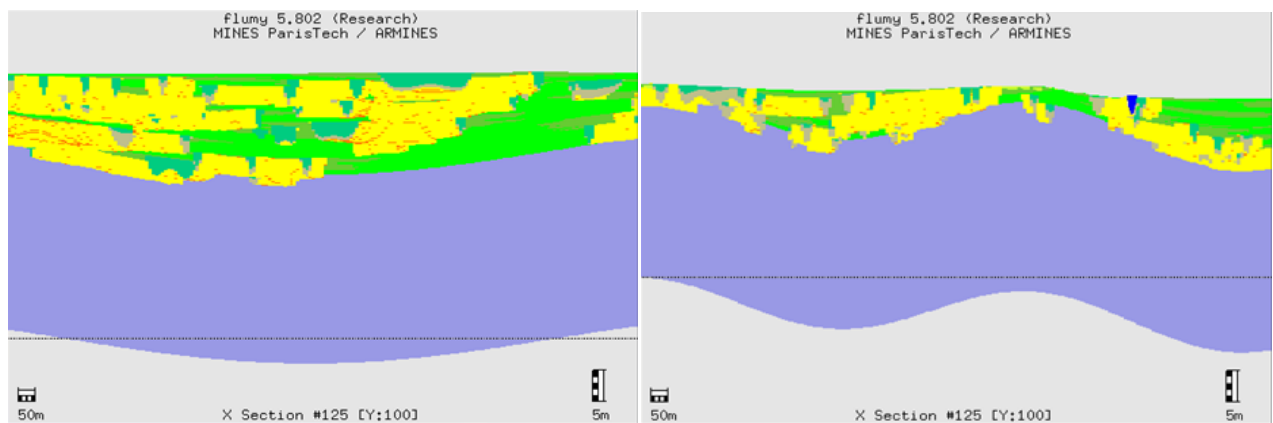 flumy 5.802 (Research)
MINES ParisTech / ARMINES
50m
X Section #125 [Y:100]
5m
flumy 5.802 (Research)
MINES ParisTech / ARMINES
50m
X Section #125 [Y:100]
5m